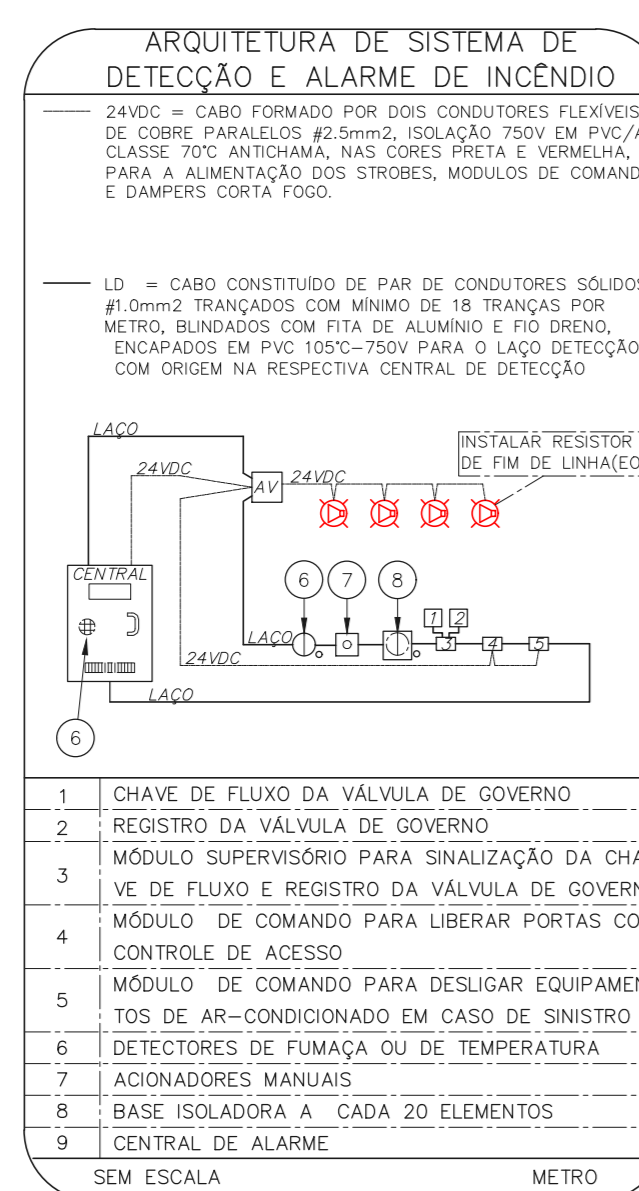 ARQUITETURA DE SISTEMA DE
DETECÇÃO E ALARME DE INCÊNDIO
24VDC = CABO FORMADO POR DOIS CONDUTORES FLEXÍVEIS
DE COBRE PARALELOS #2.5mm2, ISOLAÇÃO 750V EM PVC/A
CLASSE 70°C ANTICHAMA, NAS CORES PRETA E VERMELHA,
PARA A ALIMENTAÇÃO DOS STROBES, MODULOS DE COMAND
E DAMPERS CORTA FOGO.
LD = CABO CONSTITUÍDO DE PAR DE CONDUTORES SÓLIDOS
#1.0mm2 TRANÇADOS COM MÍNIMO DE 18 TRANÇAS POR
METRO, BLINDADOS COM FITA DE ALUMÍNIO E FIO DRENO,
ENCAPADOS EM PVC 105°C-750V PARA O LAÇO DETECÇÃO
COM ORIGEM NA RESPECTIVA CENTRAL DE DETECÇÃO
LAÇO
INSTALAR RESISTOR
DE FIM DE LINHA(EO
24VDC
AV
24VDC
CENTRAL
6
7
8
1
2
LAÇO
3
4
5
24VDC
LAÇO
6
1 CHAVE DE FLUXO DA VÁLVULA DE GOVERNO
2 REGISTRO DA VÁLVULA DE GOVERNO
3 MÓDULO SUPERVISÓRIO PARA SINALIZAÇÃO DA CHA
VE DE FLUXO E REGISTRO DA VÁLVULA DE GOVERN
4 MÓDULO DE COMANDO PARA LIBERAR PORTAS CO
CONTROLE DE ACESSO
5 MÓDULO DE COMANDO PARA DESLIGAR EQUIPAMEN
TOS DE AR-CONDICIONADO EM CASO DE SINISTRO
6 DETECTORES DE FUMAÇA OU DE TEMPERATURA
7 ACIONADORES MANUAIS
8 BASE ISOLADORA A CADA 20 ELEMENTOS
9 CENTRAL DE ALARME
SEM ESCALA METRO